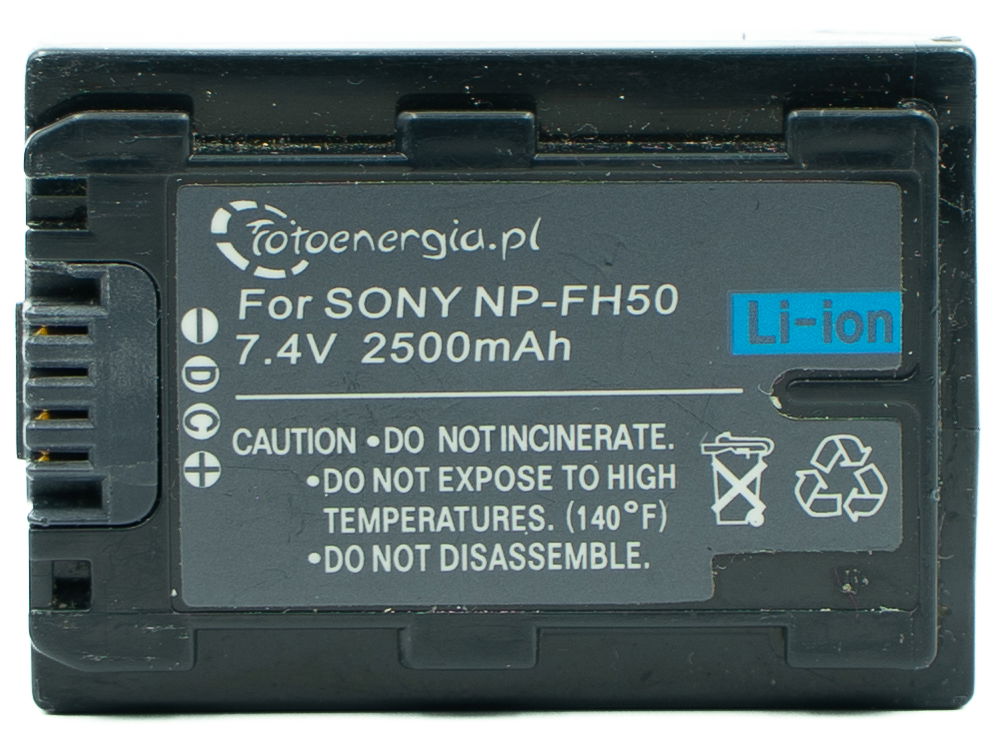 fotoenergia.pl
For SONY NP-FH50
7.4V 2500mAh
Li-ion
− D C +
CAUTION •DO NOT INCINERATE.
•DO NOT EXPOSE TO HIGH
TEMPERATURES. (140°F)
•DO NOT DISASSEMBLE.